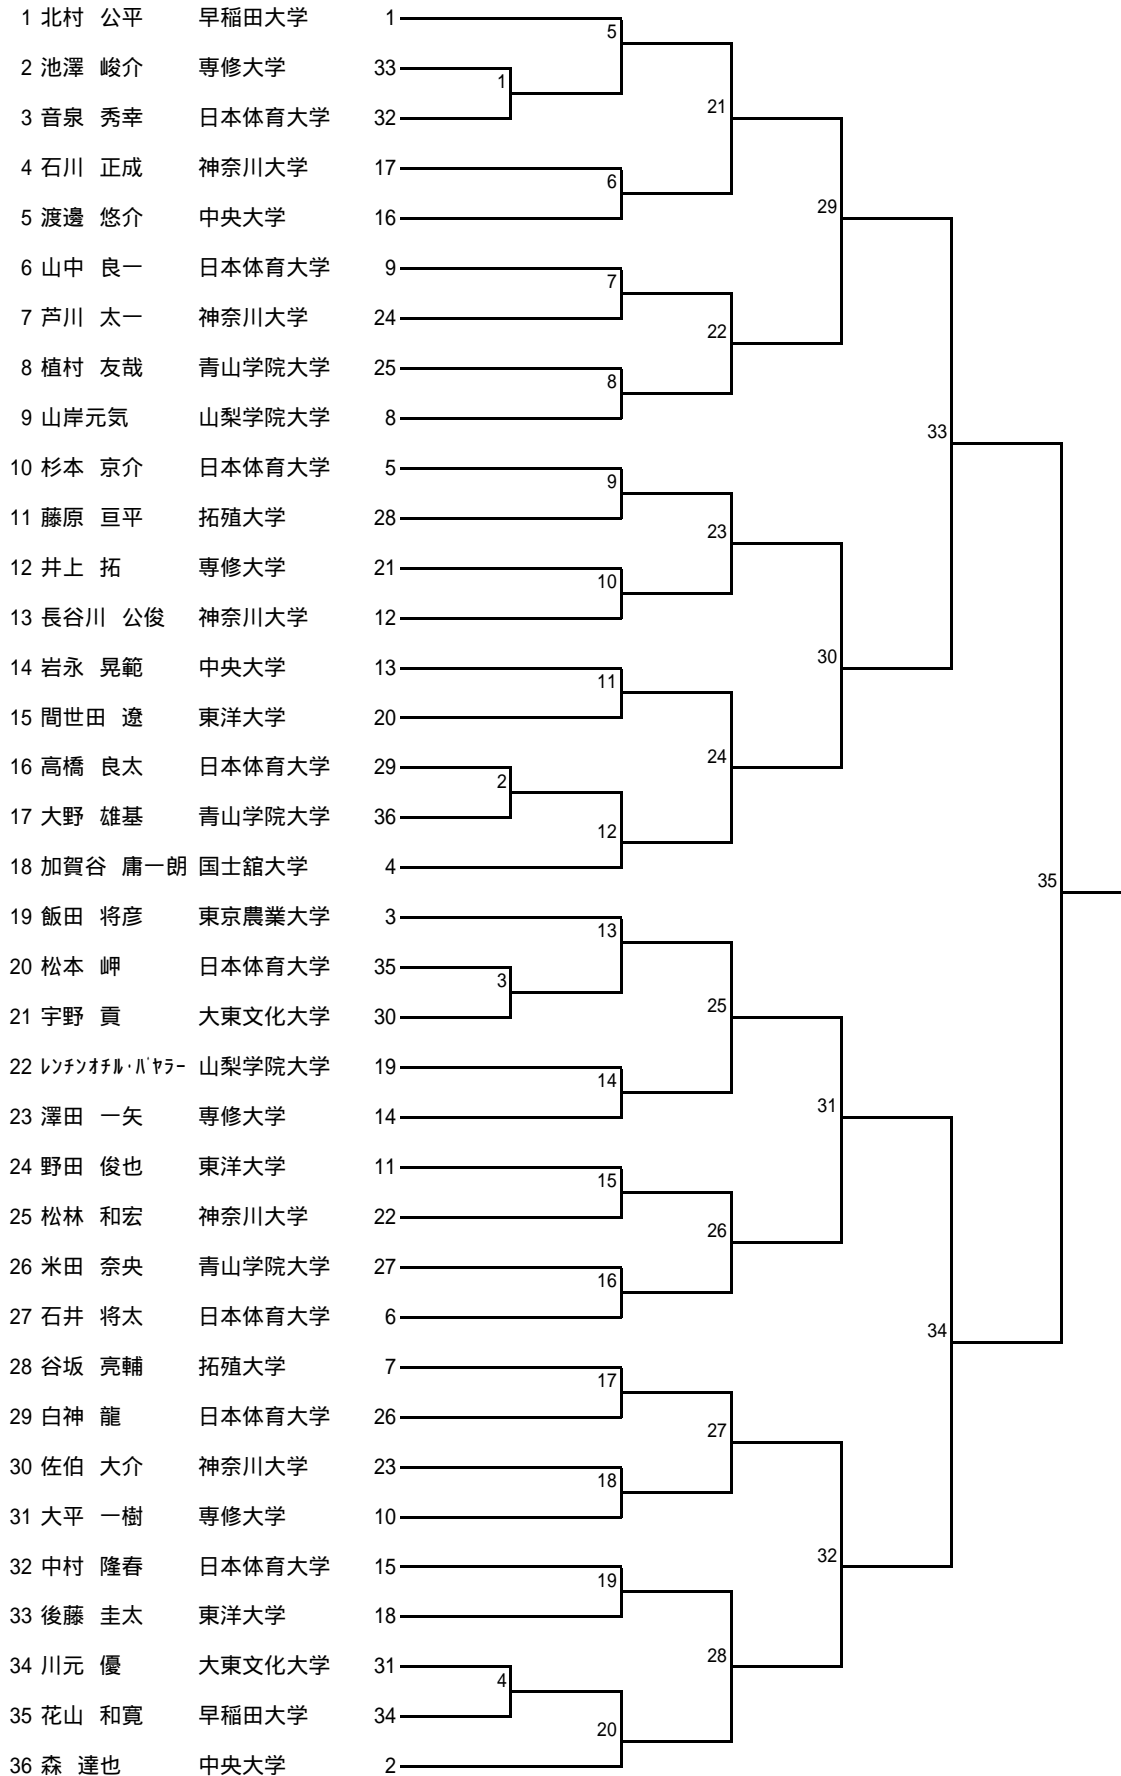 1 北村 公平 早稲田大学 1
5
2 池澤 峻介 専修大学 33
1
3 音泉 秀幸 日本体育大学 32
21
4 石川 正成 神奈川大学 17
6
5 渡邊 悠介 中央大学 16
29
6 山中 良一 日本体育大学 9
7
7 芦川 太一 神奈川大学 24
22
8 植村 友哉 青山学院大学 25
8
9 山岸元気 山梨学院大学 8
33
10 杉本 京介 日本体育大学 5
9
11 藤原 亘平 拓殖大学 28
23
12 井上 拓 専修大学 21
10
13 長谷川 公俊 神奈川大学 12
30
14 岩永 晃範 中央大学 13
11
15 間世田 遼 東洋大学 20
24
16 高橋 良太 日本体育大学 29
2
17 大野 雄基 青山学院大学 36
12
18 加賀谷 庸一朗 国士舘大学 4
35
19 飯田 将彦 東京農業大学 3
13
20 松本 岬 日本体育大学 35
3
21 宇野 貢 大東文化大学 30
25
22 ﾚﾝﾁﾝｵﾁﾙ･ﾊﾞﾔﾗｰ 山梨学院大学 19
14
23 澤田 一矢 専修大学 14
31
24 野田 俊也 東洋大学 11
15
25 松林 和宏 神奈川大学 22
26
26 米田 奈央 青山学院大学 27
16
27 石井 将太 日本体育大学 6
34
28 谷坂 亮輔 拓殖大学 7
17
29 白神 龍 日本体育大学 26
27
30 佐伯 大介 神奈川大学 23
18
31 大平 一樹 専修大学 10
32
32 中村 隆春 日本体育大学 15
19
33 後藤 圭太 東洋大学 18
28
34 川元 優 大東文化大学 31
4
35 花山 和寛 早稲田大学 34
20
36 森 達也 中央大学 2